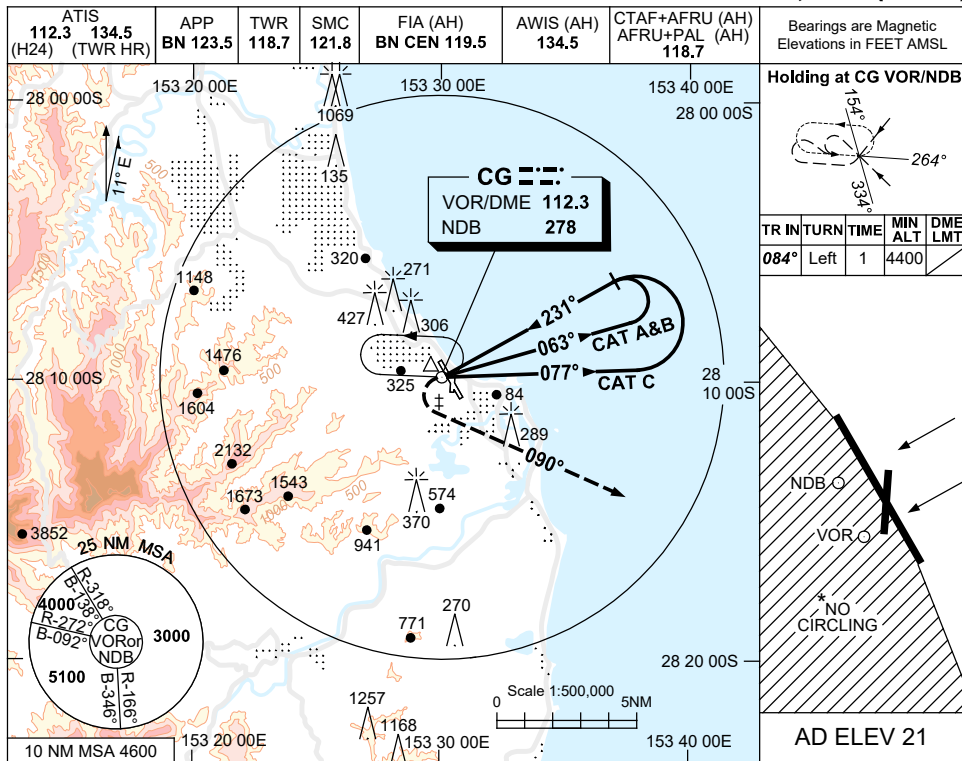 ATIS
112.3 134.5
(H24) (TWR HR)
APP
BN 123.5
TWR
118.7
SMC
121.8
FIA (AH)
BN CEN 119.5
AWIS (AH)
134.5
CTAF+AFRU (AH)
AFRU+PAL (AH)
118.7
Bearings are Magnetic
Elevations in FEET AMSL
153 20 00E
153 30 00E
153 40 00E
28 00 00S
28 00 00S
1069
135
11° E
500
CG
VOR/DME 112.3
NDB 278
320
271
1148
427
306
231°
063°
CAT A&B
077°
CAT C
1476
325
28 10 00S
28
10 00S
1604
84
289
2132
090°
1543
500
1673
1000
574
370
941
3852
25 NM MSA
R-318°
B-138°
4000
R-272°
B-092°
CG
VORor
NDB
3000
5100
B-346°
R-166°
270
771
28 20 00S
Scale 1:500,000
0
5NM
1257
1168
10 NM MSA 4600
153 20 00E
153 30 00E
153 40 00E
Holding at CG VOR/NDB
154°
264°
334°
TR IN TURN TIME MIN ALT DME LMT
084° Left 1 4400
NDB
VOR
*NO
CIRCLING
AD ELEV 21